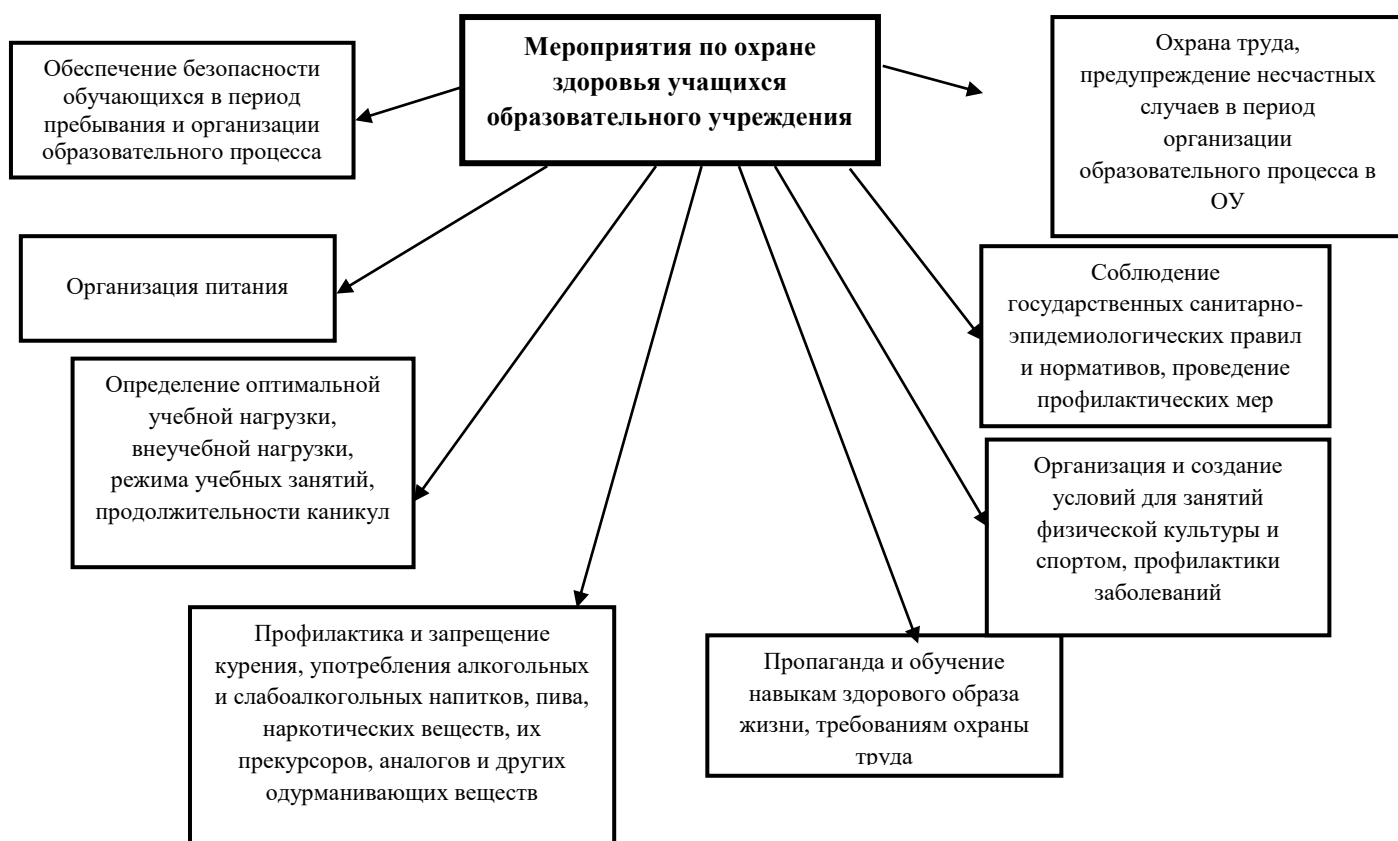 Мероприятия по охране
здоровья учащихся
образовательного учреждения
Обеспечение безопасности
обучающихся в период
пребывания и организации
образовательного процесса
Охрана труда,
предупреждение несчастных
случаев в период
организации
образовательного процесса в
ОУ
Организация питания
Соблюдение
государственных санитарно-
эпидемиологических правил
и нормативов, проведение
профилактических мер
Определение оптимальной
учебной нагрузки,
внеучебной нагрузки,
режима учебных занятий,
продолжительности каникул
Организация и создание
условий для занятий
физической культуры и
спортом, профилактики
заболеваний
Профилактика и запрещение
курения, употребления алкогольных
и слабоалкогольных напитков, пива,
наркотических веществ, их
прекурсоров, аналогов и других
одурманивающих веществ
Пропаганда и обучение
навыкам здорового образа
жизни, требованиям охраны
труда